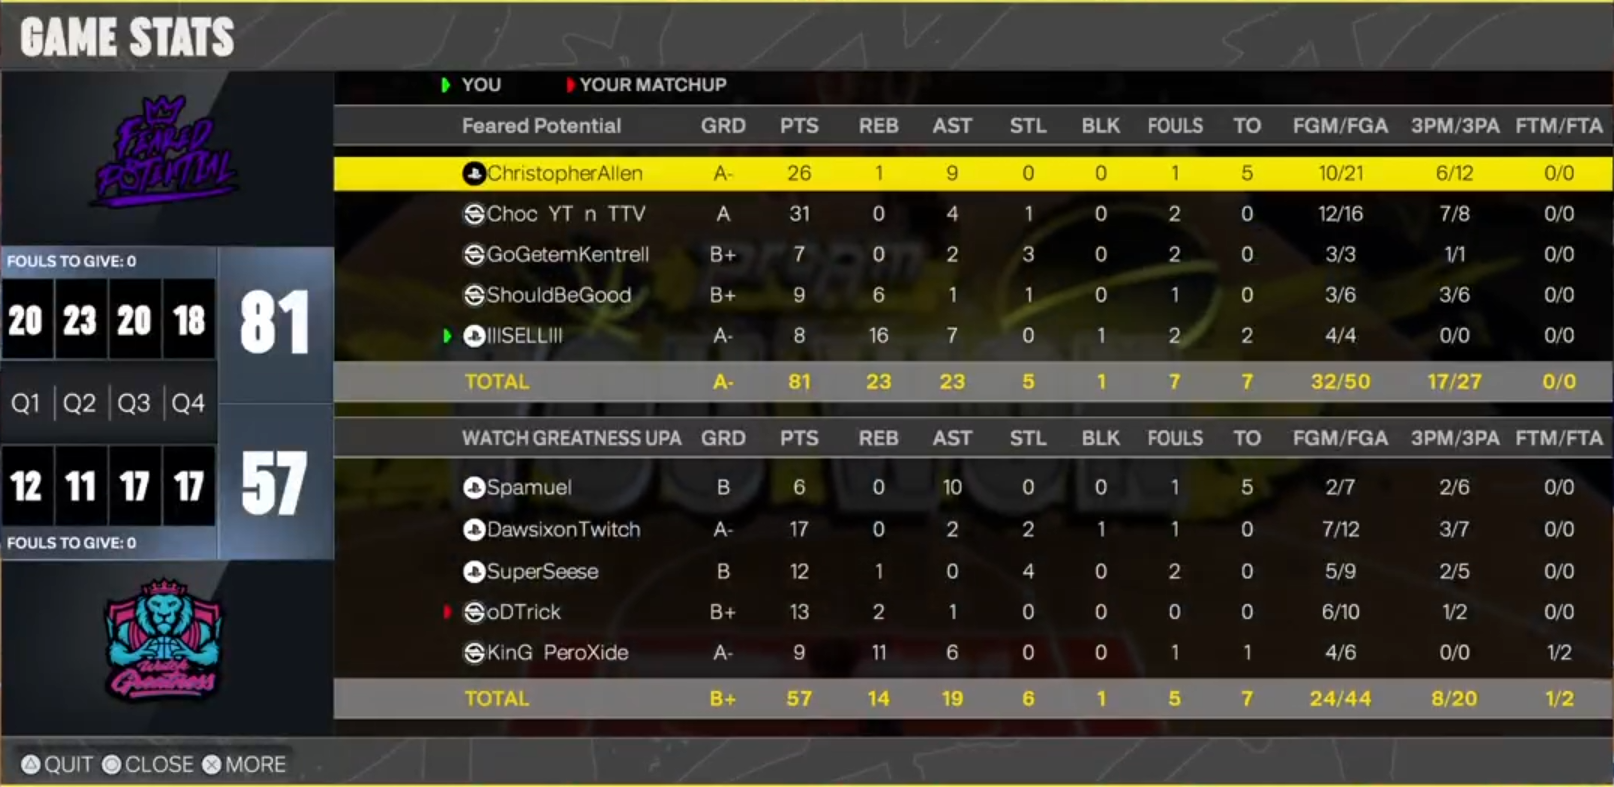 GAME STATS
YOU YOUR MATCHUP
FEARED POTENTIAL
Feared Potential GRD PTS REB AST STL BLK FOULS TO FGM/FGA 3PM/3PA FTM/FTA
ChristopherAllen A- 26 1 9 0 0 1 5 10/21 6/12 0/0
Choc YT n TTV A 31 0 4 1 0 2 0 12/16 7/8 0/0
GoGetemKentrell B+ 7 0 2 3 0 2 0 3/3 1/1 0/0
ShouldBeGood B+ 9 6 1 1 0 1 0 3/6 3/6 0/0
IIISELLIII A- 8 16 7 0 1 2 2 4/4 0/0 0/0
TOTAL A- 81 23 23 5 1 7 7 32/50 17/27 0/0
FOULS TO GIVE: 0
20 23 20 18 81
Q1 Q2 Q3 Q4
12 11 17 17 57
FOULS TO GIVE: 0
WATCH GREATNESS UPA GRD PTS REB AST STL BLK FOULS TO FGM/FGA 3PM/3PA FTM/FTA
Spamuel B 6 0 10 0 0 1 5 2/7 2/6 0/0
DawsixonTwitch A- 17 0 2 2 1 1 0 7/12 3/7 0/0
SuperSeese B 12 1 0 4 0 2 0 5/9 2/5 0/0
oDTrick B+ 13 2 1 0 0 0 0 6/10 1/2 0/0
KinG PeroXide A- 9 11 6 0 0 1 1 4/6 0/0 1/2
TOTAL B+ 57 14 19 6 1 5 7 24/44 8/20 1/2
Watch
Greatness
QUIT CLOSE MORE